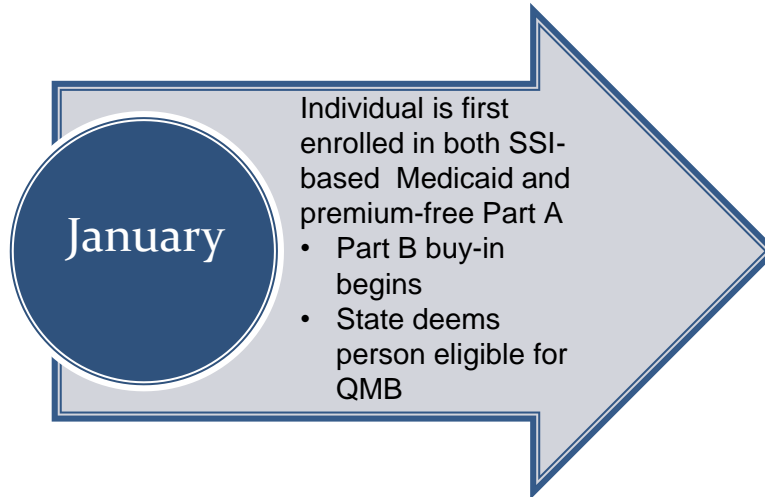 January
Individual is first
enrolled in both SSI-
based  Medicaid and
premium-free Part A
• Part B buy-in
begins
• State deems
person eligible for
QMB